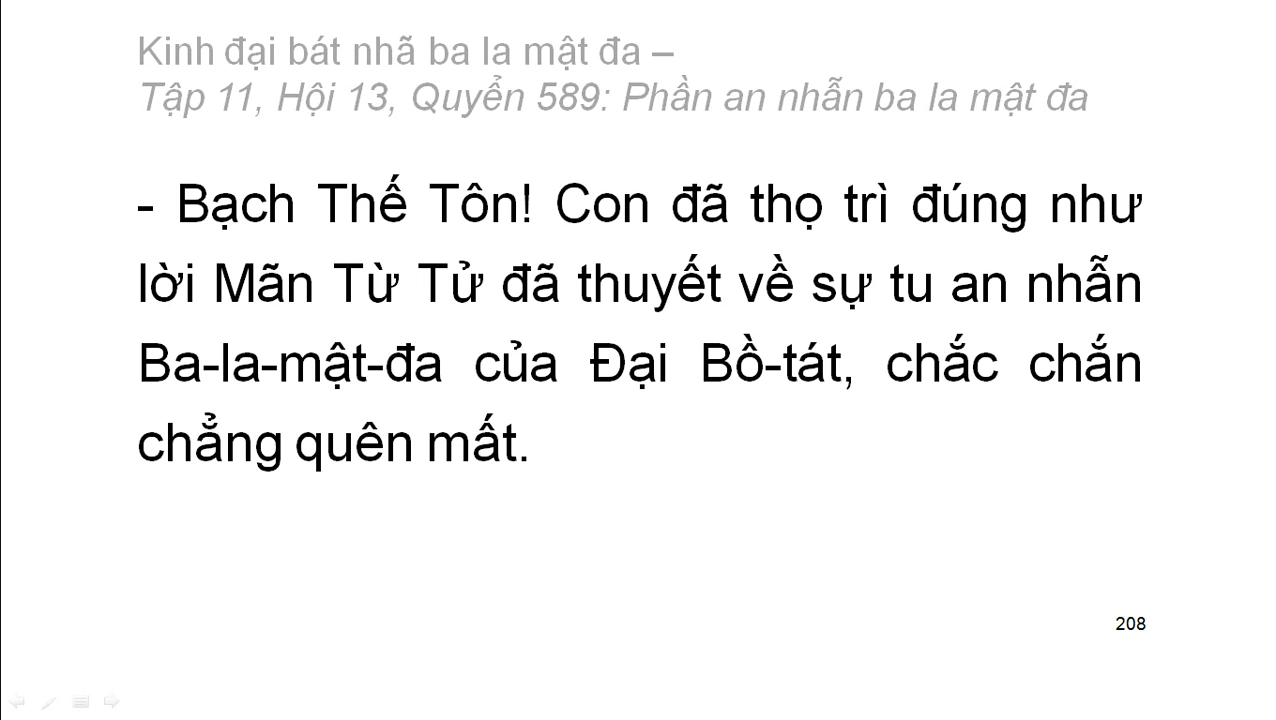 Kinh đại bát nhã ba la mật đa –
Tập 11, Hội 13, Quyển 589: Phần an nhẫn ba la mật đa
- Bạch Thế Tôn! Con đã thọ trì đúng như
lời Mãn Từ Tử đã thuyết về sự tu an nhẫn
Ba-la-mật-đa của Đại Bồ-tát, chắc chắn
chẳng quên mất.
208